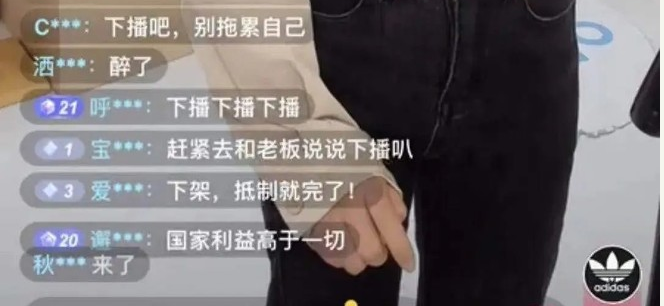 C***：下播吧，别拖累自己
洒***：醉了
21 呼***：下播下播下播
1 宝***：赶紧去和老板说说下播叭
3 爱***：下架，抵制就完了！
20 邂***：国家利益高于一切
秋*** 来了
adidas